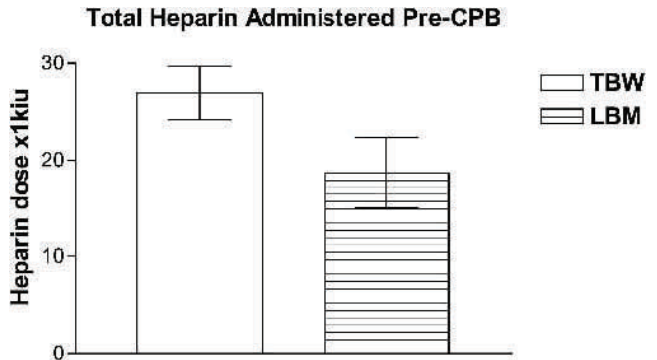 Total Heparin Administered Pre-CPB
Heparin dose x1kiu
30
20
10
0
TBW
LBM